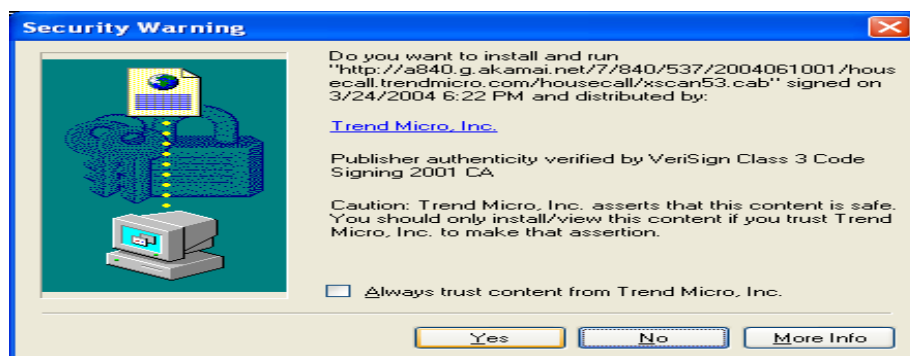 Security Warning
Do you want to install and run
"http://a840.g.akamai.net/7/840/537/2004061001/hous
ecall.trendmicro.com/housecall/xscan53.cab" signed on
3/24/2004 6:22 PM and distributed by:
Trend Micro, Inc.
Publisher authenticity verified by VeriSign Class 3 Code
Signing 2001 CA
Caution: Trend Micro, Inc. asserts that this content is safe.
You should only install/view this content if you trust Trend
Micro, Inc. to make that assertion.
Always trust content from Trend Micro, Inc.
Yes No More Info